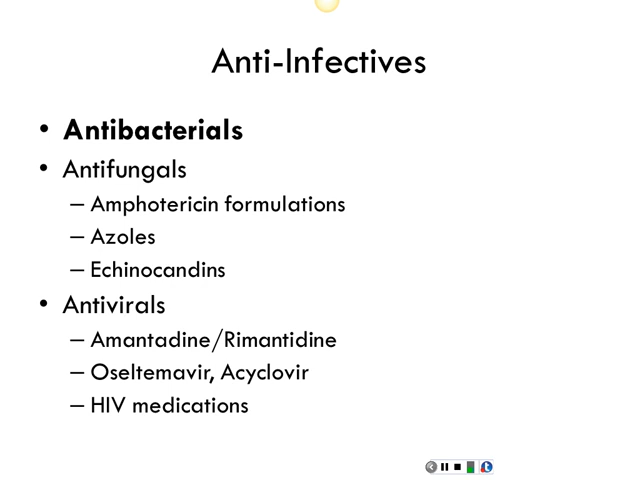 Anti-Infectives
• Antibacterials
• Antifungals
– Amphotericin formulations
– Azoles
– Echinocandins
• Antivirals
– Amantadine/Rimantidine
– Oseltemavir, Acyclovir
– HIV medications